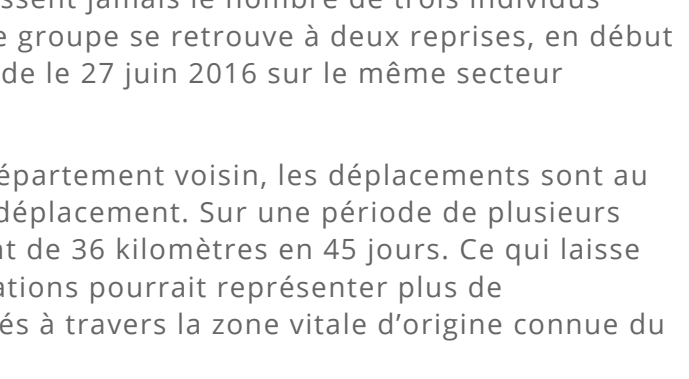 ssent jamais le nombre de trois individus
e groupe se retrouve à deux reprises, en début
de le 27 juin 2016 sur le même secteur
épartement voisin, les déplacements sont au
déplacement. Sur une période de plusieurs
nt de 36 kilomètres en 45 jours. Ce qui laisse
ations pourrait représenter plus de
és à travers la zone vitale d’origine connue du